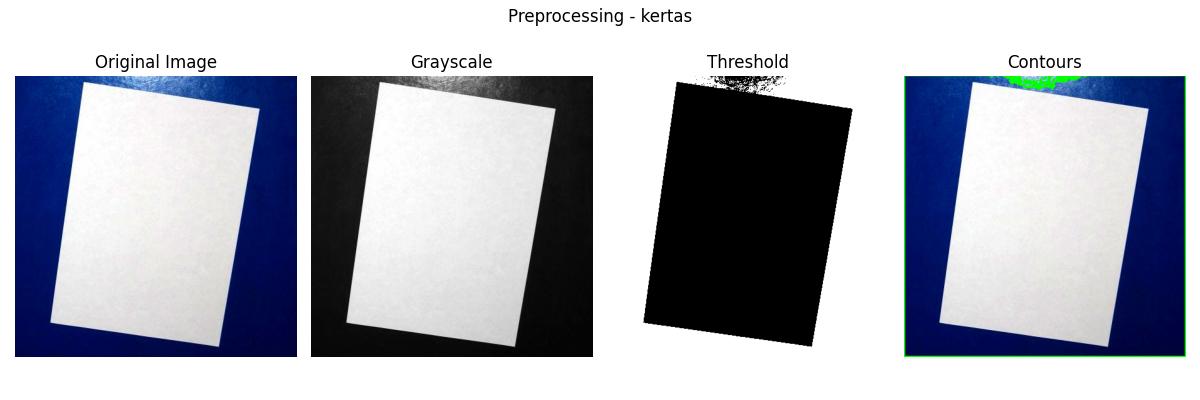 Preprocessing - kertas
Original Image
Grayscale
Threshold
Contours